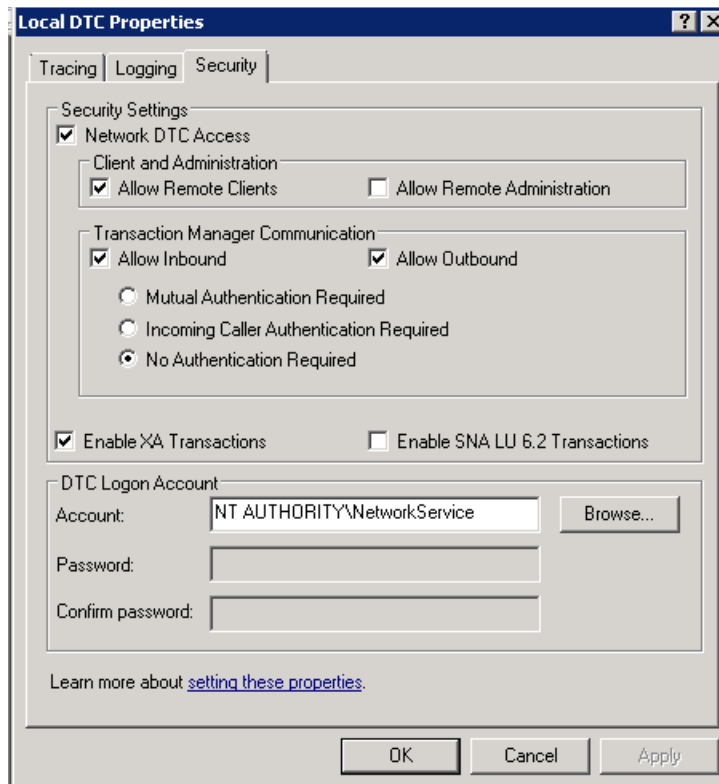 Local DTC Properties
Tracing Logging Security
Security Settings
Network DTC Access
Client and Administration
Allow Remote Clients Allow Remote Administration
Transaction Manager Communication
Allow Inbound Allow Outbound
Mutual Authentication Required
Incoming Caller Authentication Required
No Authentication Required
Enable XA Transactions Enable SNA LU 6.2 Transactions
DTC Logon Account
Account: NT AUTHORITY\NetworkService Browse...
Password:
Confirm password:
Learn more about setting these properties.
OK Cancel Apply